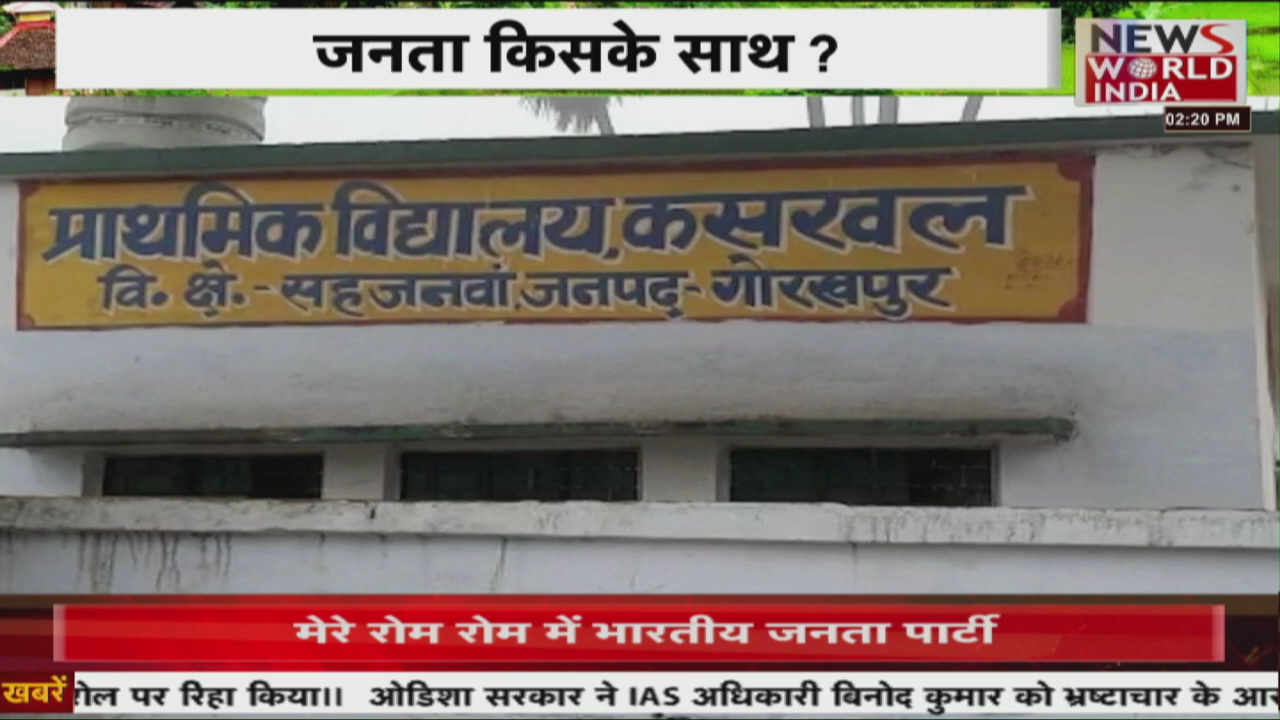 जनता किसके साथ ?
NEWS
WORLD
INDIA
02:20 PM
प्राथमिक विद्यालय, कसरवल
वि. क्षे. - सहजनवां, जनपद - गोरखपुर
मेरे रोम रोम में भारतीय जनता पार्टी
खबरें पर रिहा किया।। ओडिशा सरकार ने IAS अधिकारी बिनोद कुमार को भ्रष्टाचार के